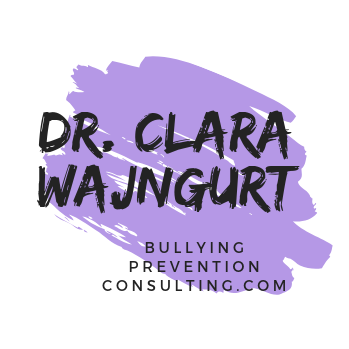 DR. CLARA
WAJNGURT
BULLYING
PREVENTION
CONSULTING.COM